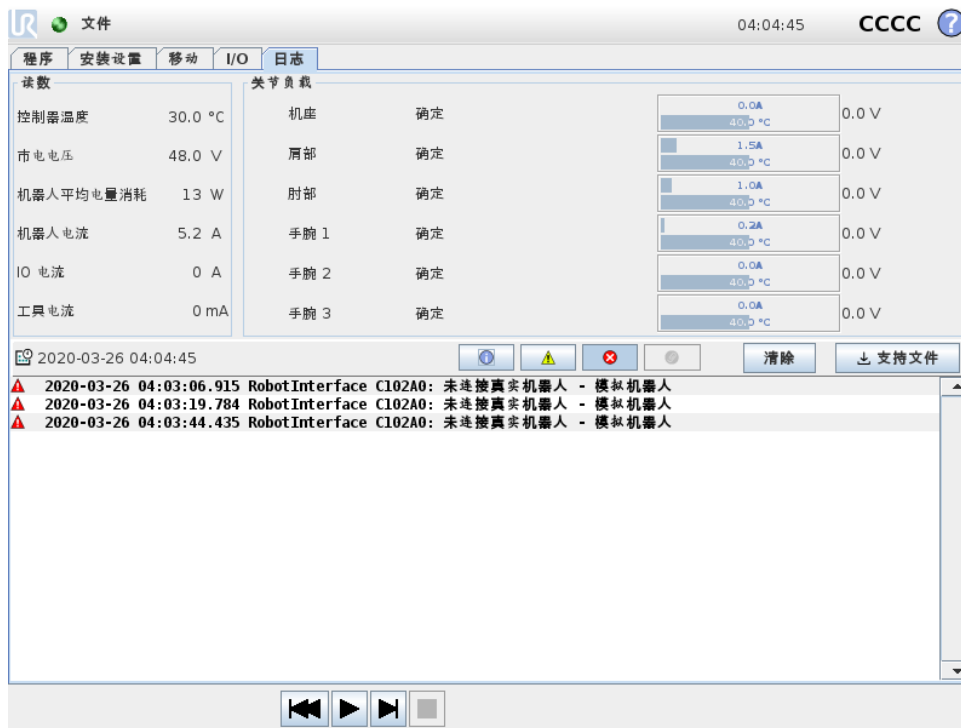 UR 文件 04:04:45 CCCC ?
程序 安装设置 移动 I/O 日志
读数 关节负载
控制器温度 30.0 °C 机座 确定 0.0A 40.0 °C 0.0 V
市电电压 48.0 V 肩部 确定 1.5A 40.0 °C 0.0 V
机器人平均电量消耗 13 W 肘部 确定 1.0A 40.0 °C 0.0 V
机器人电流 5.2 A 手腕 1 确定 0.2A 40.0 °C 0.0 V
IO 电流 0 A 手腕 2 确定 0.0A 40.0 °C 0.0 V
工具电流 0 mA 手腕 3 确定 0.0A 40.0 °C 0.0 V
2020-03-26 04:04:45 清除 支持文件
2020-03-26 04:03:06.915 RobotInterface C102A0: 未连接真实机器人 - 模拟机器人
2020-03-26 04:03:19.784 RobotInterface C102A0: 未连接真实机器人 - 模拟机器人
2020-03-26 04:03:44.435 RobotInterface C102A0: 未连接真实机器人 - 模拟机器人